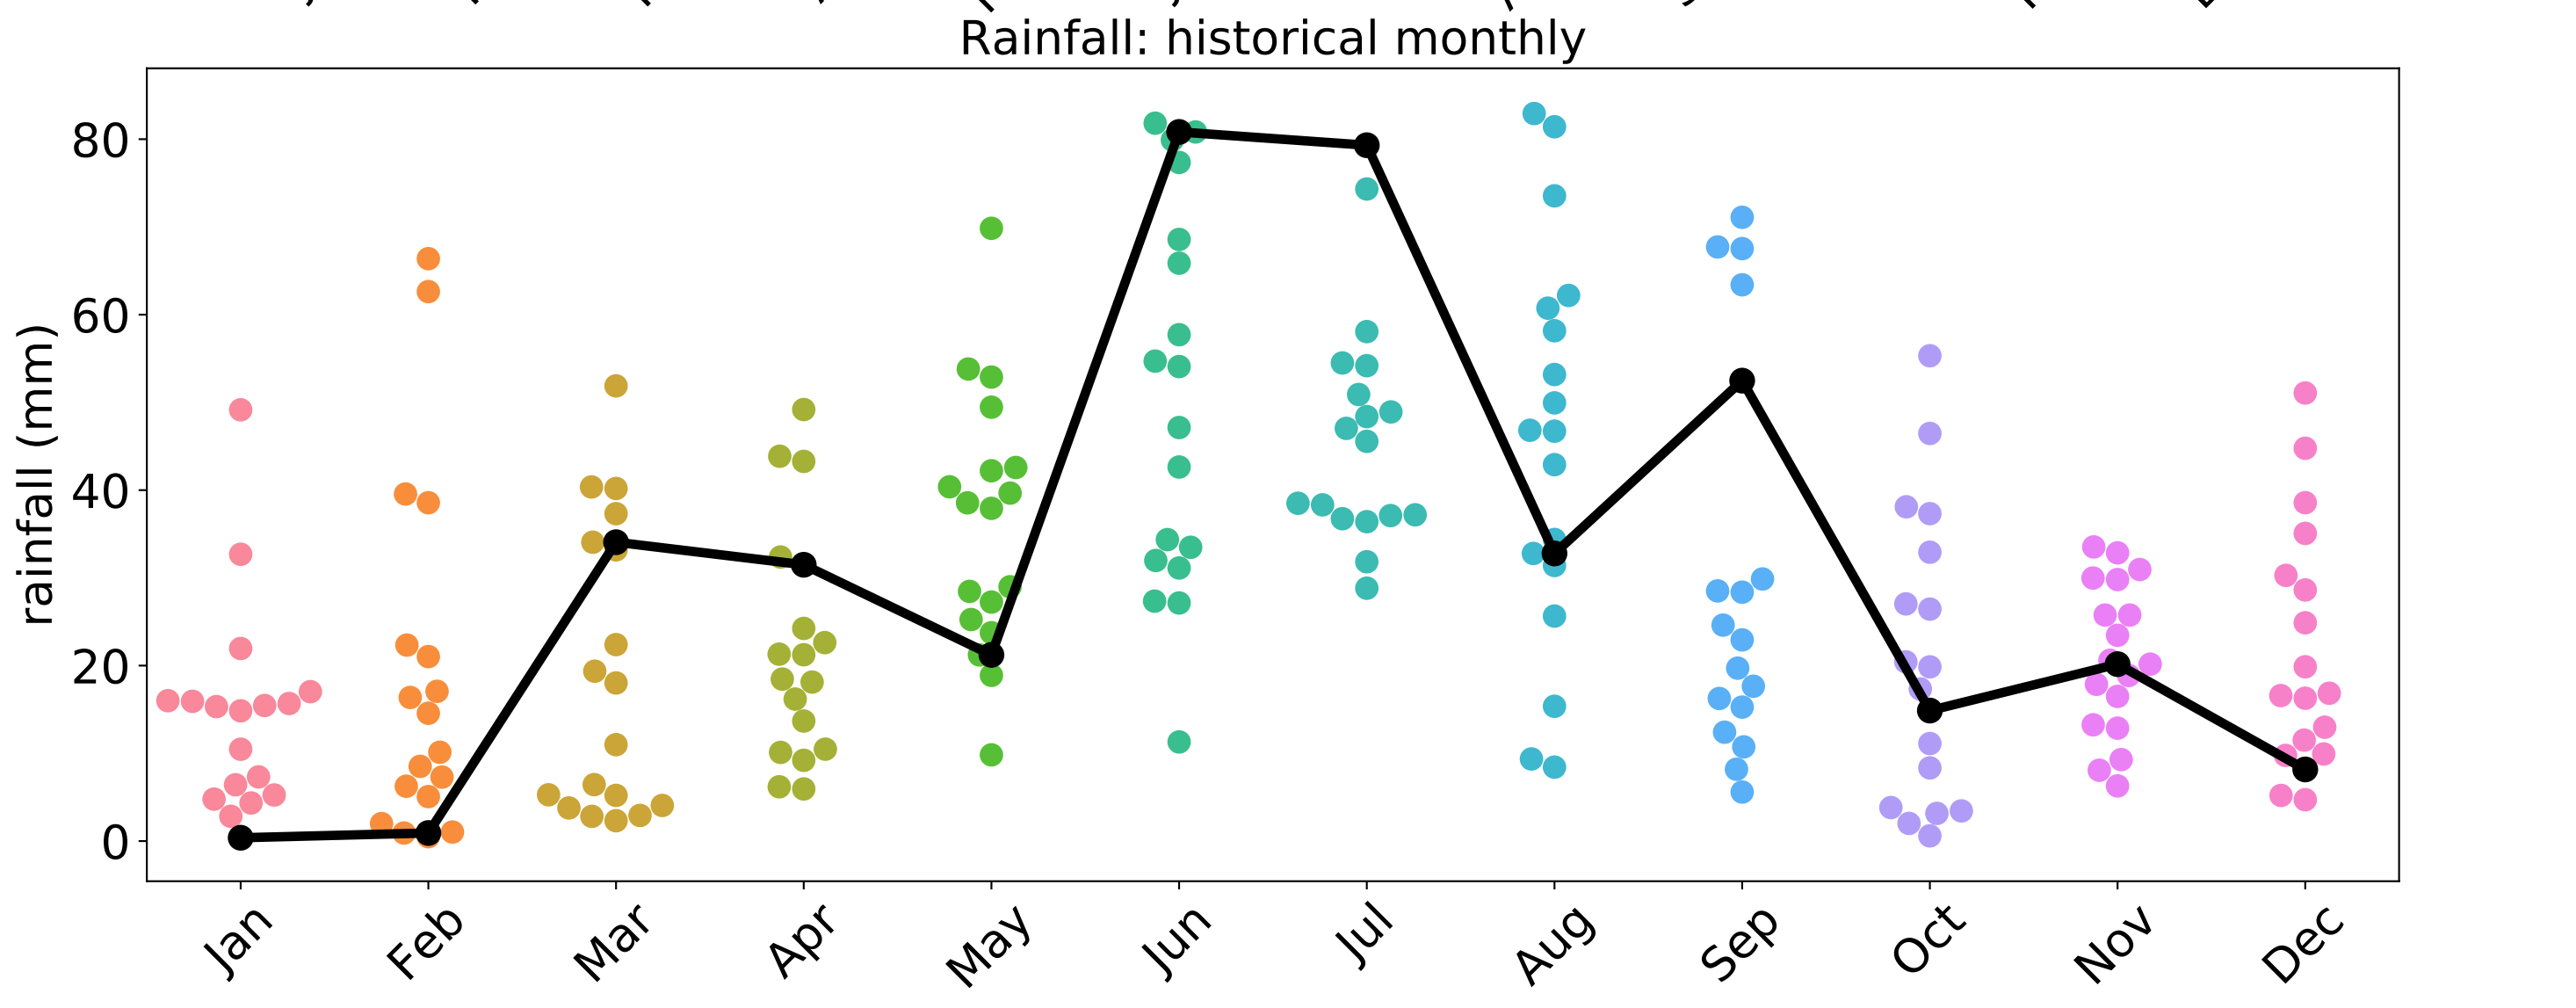 Rainfall: historical monthly
rainfall (mm)
80
60
40
20
0
Jan
Feb
Mar
Apr
May
Jun
Jul
Aug
Sep
Oct
Nov
Dec